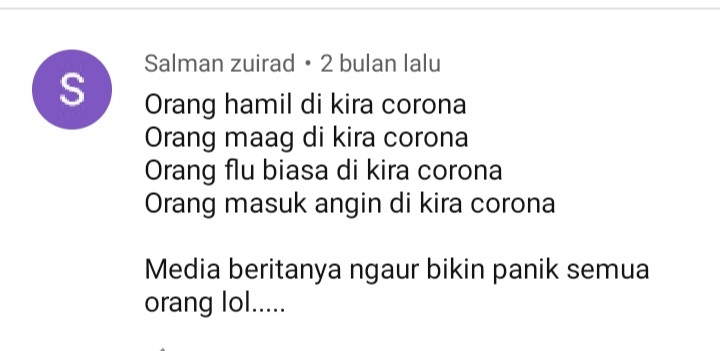 S
Salman zuirad • 2 bulan lalu
Orang hamil di kira corona
Orang maag di kira corona
Orang flu biasa di kira corona
Orang masuk angin di kira corona
Media beritanya ngaur bikin panik semua
orang lol.....